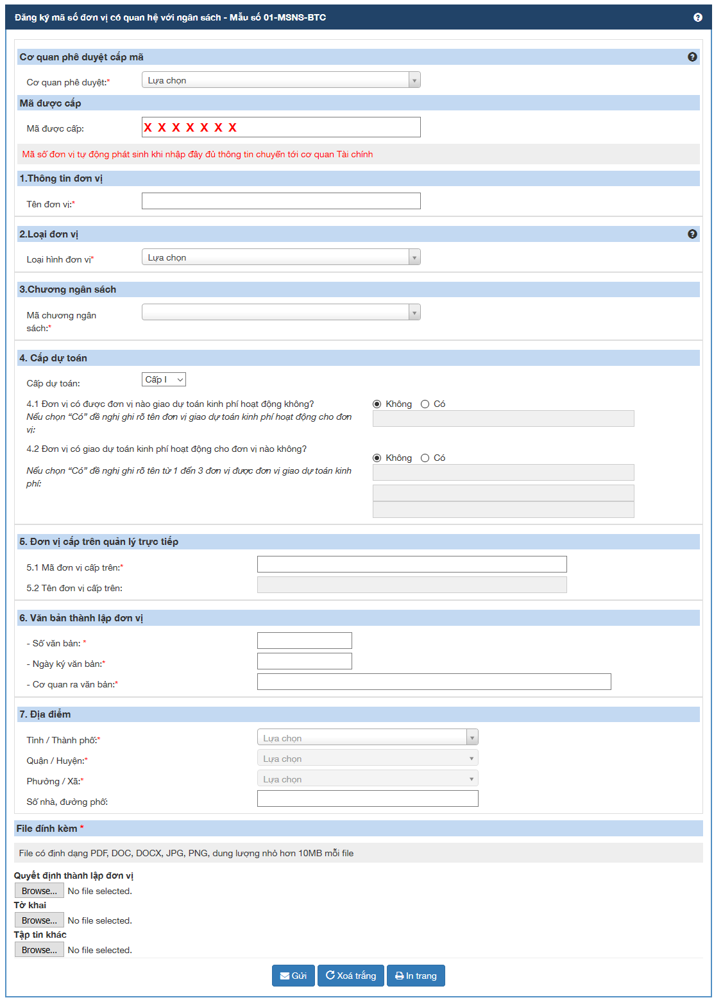 Đăng ký mã số đơn vị có quan hệ với ngân sách - Mẫu số 01-MSNS-BTC
Cơ quan phê duyệt cấp mã
Cơ quan phê duyệt:* Lựa chọn
Mã được cấp
Mã được cấp: X X X X X X X
Mã số đơn vị tự động phát sinh khi nhập đầy đủ thông tin chuyển tới cơ quan Tài chính
1.Thông tin đơn vị
Tên đơn vị:*
2.Loại đơn vị
Loại hình đơn vị* Lựa chọn
3.Chương ngân sách
Mã chương ngân
sách:*
4. Cấp dự toán
Cấp dự toán: Cấp I
4.1 Đơn vị có được đơn vị nào giao dự toán kinh phí hoạt động không? Không Có
Nếu chọn “Có” đề nghị ghi rõ tên đơn vị giao dự toán kinh phí hoạt động cho đơn
vị:
4.2 Đơn vị có giao dự toán kinh phí hoạt động cho đơn vị nào không?
Không Có
Nếu chọn “Có” đề nghị ghi rõ tên từ 1 đến 3 đơn vị được đơn vị giao dự toán kinh
phí:
5. Đơn vị cấp trên quản lý trực tiếp
5.1 Mã đơn vị cấp trên:*
5.2 Tên đơn vị cấp trên:
6. Văn bản thành lập đơn vị
- Số văn bản: *
- Ngày ký văn bản:*
- Cơ quan ra văn bản:*
7. Địa điểm
Tỉnh / Thành phố:* Lựa chọn
Quận / Huyện:* Lựa chọn
Phường / Xã:* Lựa chọn
Số nhà, đường phố:
File đính kèm *
File có định dạng PDF, DOC, DOCX, JPG, PNG, dung lượng nhỏ hơn 10MB mỗi file
Quyết định thành lập đơn vị
Browse... No file selected.
Tờ khai
Browse... No file selected.
Tập tin khác
Browse... No file selected.
Gửi Xoá trắng In trang